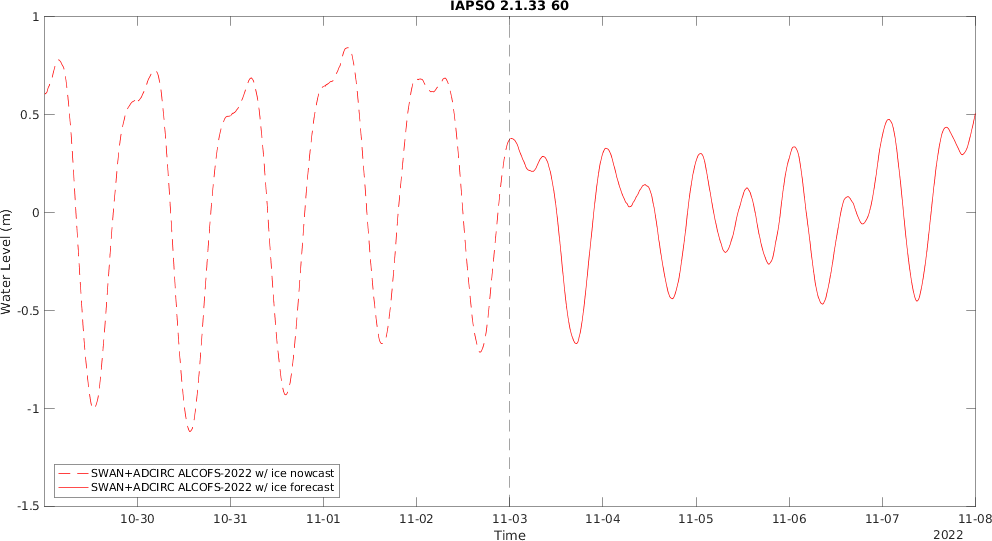 IAPSO 2.1.33 60
Water Level (m)
1
0.5
0
-0.5
-1
-1.5
SWAN+ADCIRC ALCOFS-2022 w/ ice nowcast
SWAN+ADCIRC ALCOFS-2022 w/ ice forecast
10-30 10-31 11-01 11-02 11-03 11-04 11-05 11-06 11-07 11-08
Time
2022